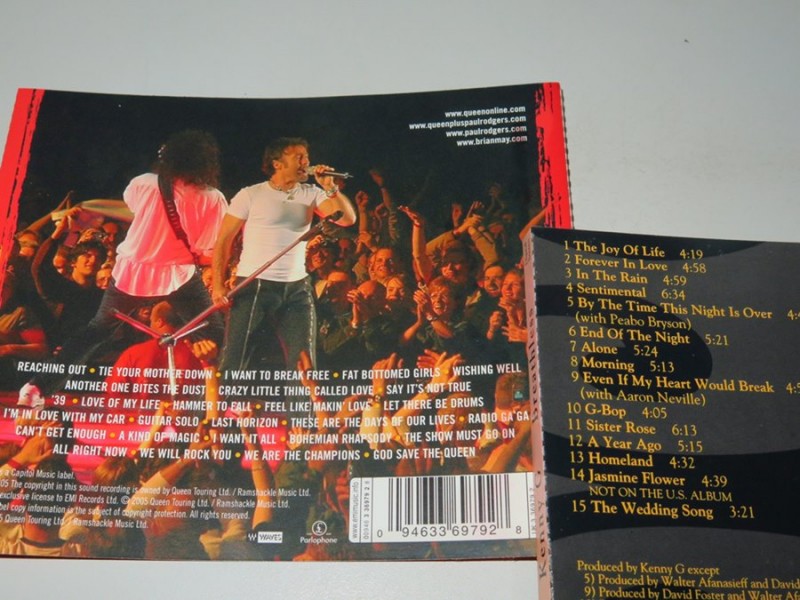 www.queenonline.com
www.queenpluspaulrodgers.com
www.paulrodgers.com
www.brianmay.com
REACHING OUT • TIE YOUR MOTHER DOWN • I WANT TO BREAK FREE • FAT BOTTOMED GIRLS • WISHING WELL
ANOTHER ONE BITES THE DUST • CRAZY LITTLE THING CALLED LOVE • SAY IT'S NOT TRUE
'39 • LOVE OF MY LIFE • HAMMER TO FALL • FEEL LIKE MAKIN' LOVE • LET THERE BE DRUMS
I'M IN LOVE WITH MY CAR • GUITAR SOLO • LAST HORIZON • THESE ARE THE DAYS OF OUR LIVES • RADIO GA GA
CAN'T GET ENOUGH • A KIND OF MAGIC • I WANT IT ALL • BOHEMIAN RHAPSODY • THE SHOW MUST GO ON
ALL RIGHT NOW • WE WILL ROCK YOU • WE ARE THE CHAMPIONS • GOD SAVE THE QUEEN
a Capitol Music label.
05 The copyright in this sound recording is owned by Queen Touring Ltd. / Ramshackle Music Ltd.
exclusive license to EMI Records Ltd. ©2005 Queen Touring Ltd. / Ramshackle Music Ltd.
label copy information is the subject of copyright protection. All rights reserved.
05 Queen Touring Ltd. / Ramshackle Music Ltd.
WAVES
Parlophone
www.emimusic.info
0 94633 69792 8
1 The Joy Of Life 4:19
2 Forever In Love 4:58
3 In The Rain 4:59
4 Sentimental 6:34
5 By The Time This Night Is Over
(with Peabo Bryson)
6 End Of The Night 5:21
7 Alone 5:24
8 Morning 5:13
9 Even If My Heart Would Break
(with Aaron Neville)
10 G-Bop 4:05
11 Sister Rose 6:13
12 A Year Ago 5:15
13 Homeland 4:32
14 Jasmine Flower 4:39
NOT ON THE U.S. ALBUM
15 The Wedding Song 3:21
Produced by Kenny G except
5) Produced by Walter Afanasieff and David
9) Produced by David Foster and Walter